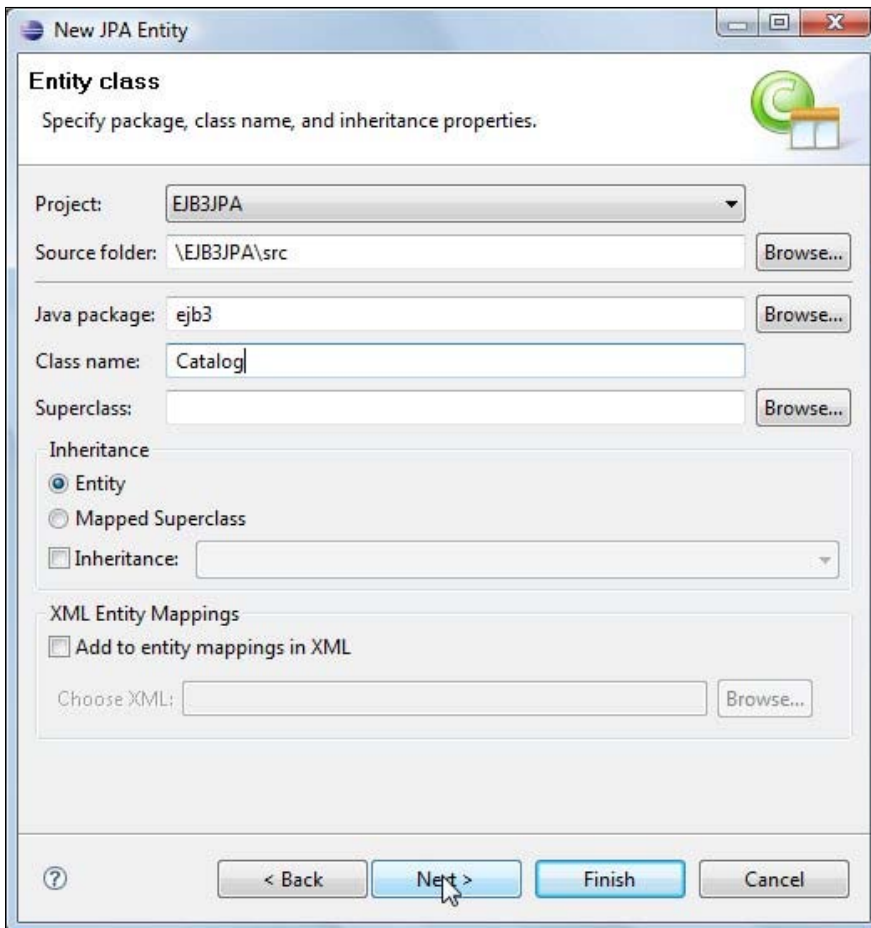 New JPA Entity
Entity class
Specify package, class name, and inheritance properties.
Project: EJB3JPA
Source folder: \EJB3JPA\src Browse...
Java package: ejb3 Browse...
Class name: Catalog
Superclass: Browse...
Inheritance
Entity
Mapped Superclass
Inheritance:
XML Entity Mappings
Add to entity mappings in XML
Choose XML: Browse...
< Back Next > Finish Cancel